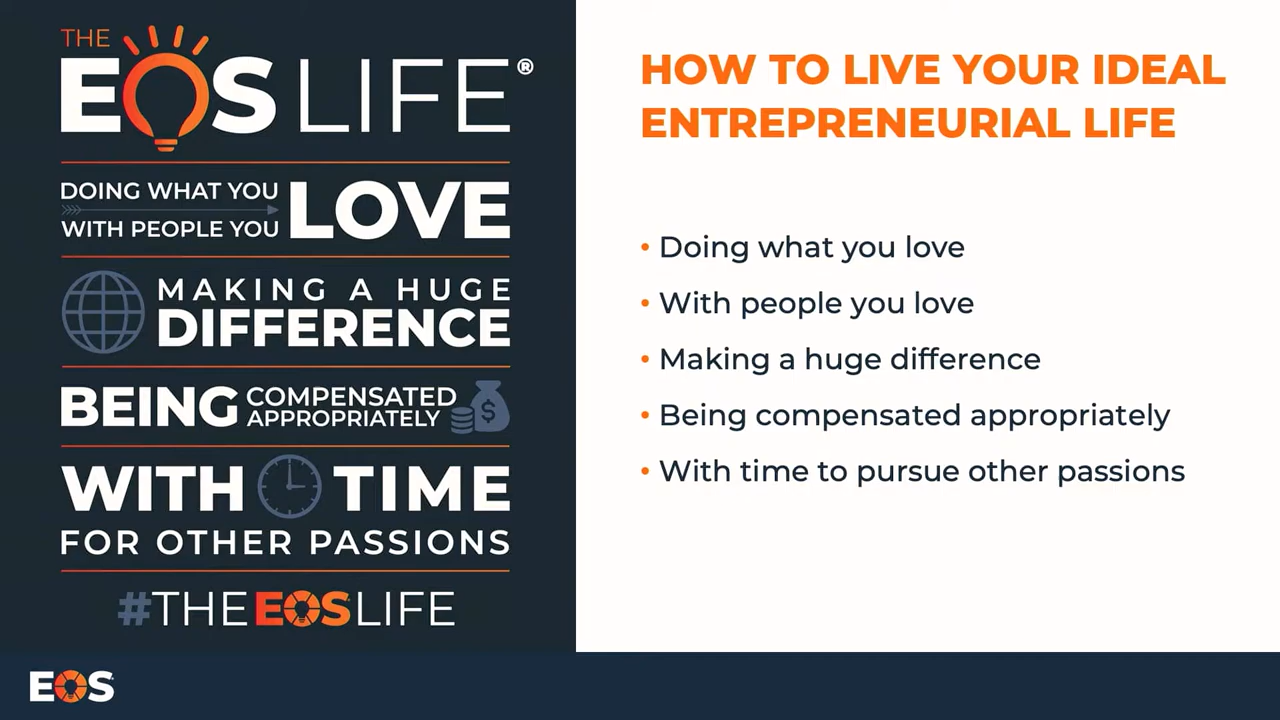 THE
EOS LIFE®
DOING WHAT YOU
WITH PEOPLE YOU
LOVE
MAKING A HUGE
DIFFERENCE
BEING
COMPENSATED
APPROPRIATELY
$
WITH TIME
FOR OTHER PASSIONS
#THEEOSLIFE
HOW TO LIVE YOUR IDEAL
ENTREPRENEURIAL LIFE
• Doing what you love
• With people you love
• Making a huge difference
• Being compensated appropriately
• With time to pursue other passions
EOS